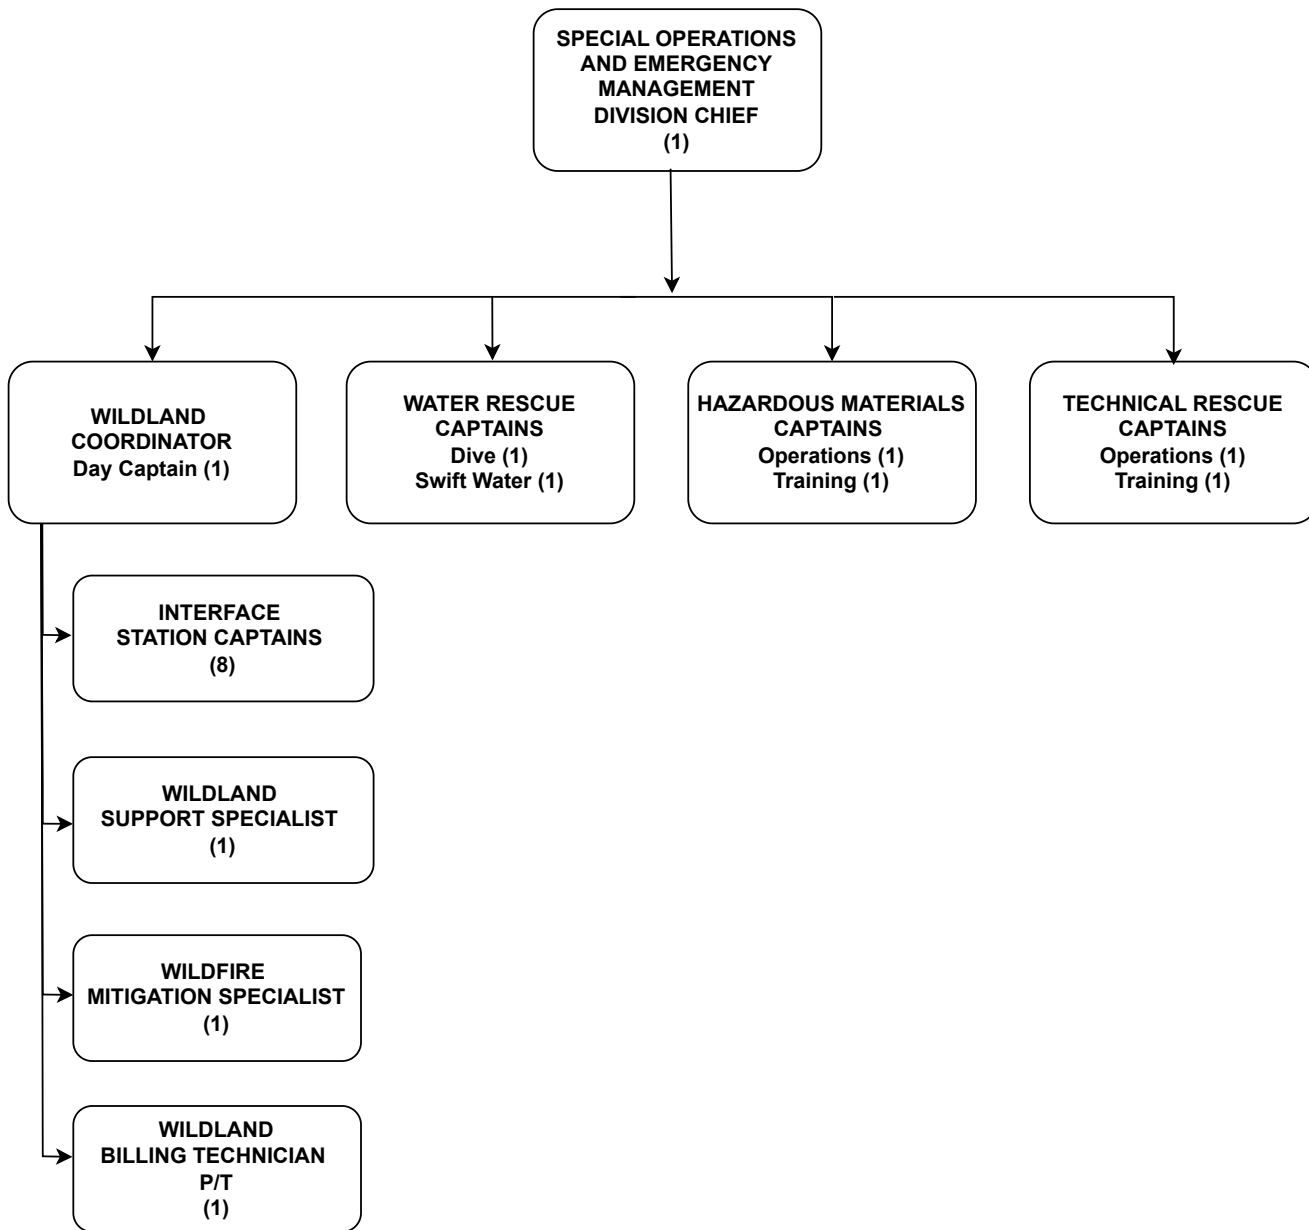 SPECIAL OPERATIONS
AND EMERGENCY
MANAGEMENT
DIVISION CHIEF
(1)
WILDLAND
COORDINATOR
Day Captain (1)
WATER RESCUE
CAPTAINS
Dive (1)
Swift Water (1)
HAZARDOUS MATERIALS
CAPTAINS
Operations (1)
Training (1)
TECHNICAL RESCUE
CAPTAINS
Operations (1)
Training (1)
INTERFACE
STATION CAPTAINS
(8)
WILDLAND
SUPPORT SPECIALIST
(1)
WILDFIRE
MITIGATION SPECIALIST
(1)
WILDLAND
BILLING TECHNICIAN
P/T
(1)